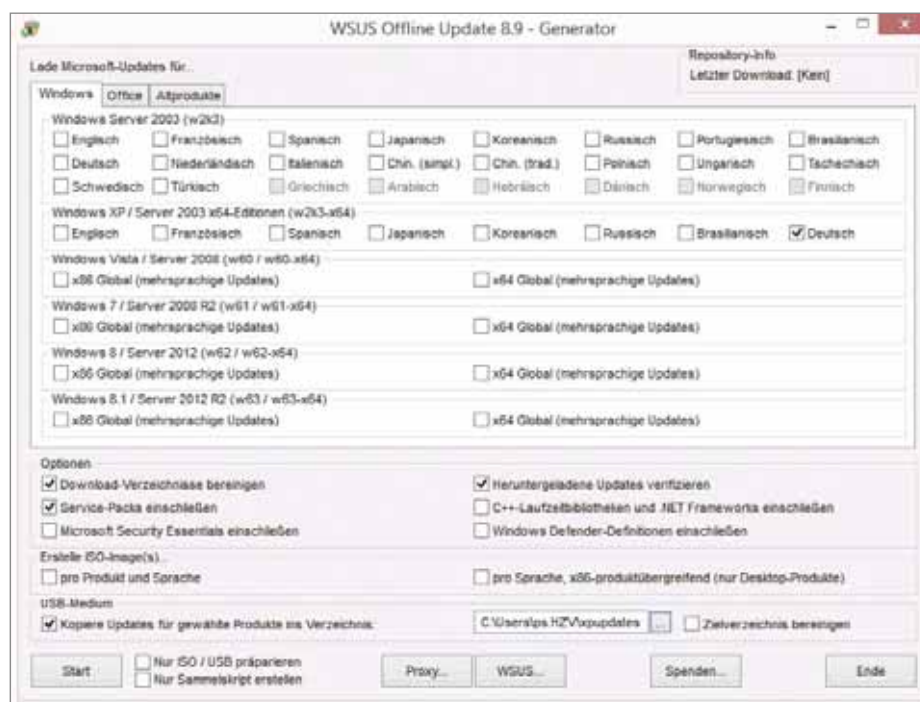 WSUS Offline Update 8.9 - Generator
Lade Microsoft-Updates für...
Repository-Info
Letzter Download: [Kein]
Windows Office Altprodukte
Windows Server 2003 (w2k3)
Englisch Französisch Spanisch Japanisch Koreanisch Russisch Portugiesisch Brasilianisch
Deutsch Niederländisch Italienisch Chin. (simpl.) Chin. (trad.) Polnisch Ungarisch Tschechisch
Schwedisch Türkisch Griechisch Arabisch Hebräisch Dänisch Norwegisch Finnisch
Windows XP / Server 2003 x64-Editionen (w2k3-x64)
Englisch Französisch Spanisch Japanisch Koreanisch Russisch Brasilianisch Deutsch
Windows Vista / Server 2008 (w60 / w60-x64)
x86 Global (mehrsprachige Updates) x64 Global (mehrsprachige Updates)
Windows 7 / Server 2008 R2 (w61 / w61-x64)
x86 Global (mehrsprachige Updates) x64 Global (mehrsprachige Updates)
Windows 8 / Server 2012 (w62 / w62-x64)
x86 Global (mehrsprachige Updates) x64 Global (mehrsprachige Updates)
Windows 8.1 / Server 2012 R2 (w63 / w63-x64)
x86 Global (mehrsprachige Updates) x64 Global (mehrsprachige Updates)
Optionen
Download-Verzeichnisse bereinigen Heruntergeladene Updates verifizieren
Service-Packs einschließen C++-Laufzeitbibliotheken und .NET Frameworks einschließen
Microsoft Security Essentials einschließen Windows Defender-Definitionen einschließen
Erstelle ISO-Image(s)...
pro Produkt und Sprache pro Sprache, x86-produktübergreifend (nur Desktop-Produkte)
USB-Medium
Kopiere Updates für gewählte Produkte ins Verzeichnis: C:\Users\ps.HZ\Vxpupdates ... Zielverzeichnis bereinigen
Start Nur ISO / USB präparieren Proxy... WSUS... Spenden... Ende
Nur Sammelskript erstellen